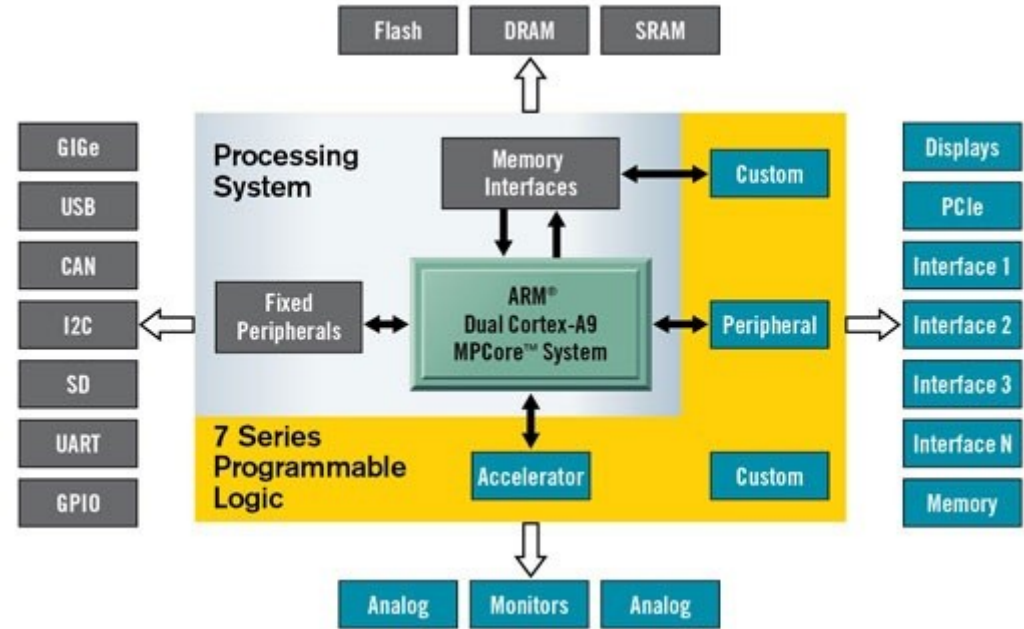 Flash
DRAM
SRAM
GIGe
USB
CAN
I2C
SD
UART
GPIO
Processing
System
Memory
Interfaces
Custom
Fixed
Peripherals
ARM®
Dual Cortex-A9
MPCore™ System
Peripheral
7 Series
Programmable
Logic
Accelerator
Custom
Displays
PCIe
Interface 1
Interface 2
Interface 3
Interface N
Memory
Analog
Monitors
Analog